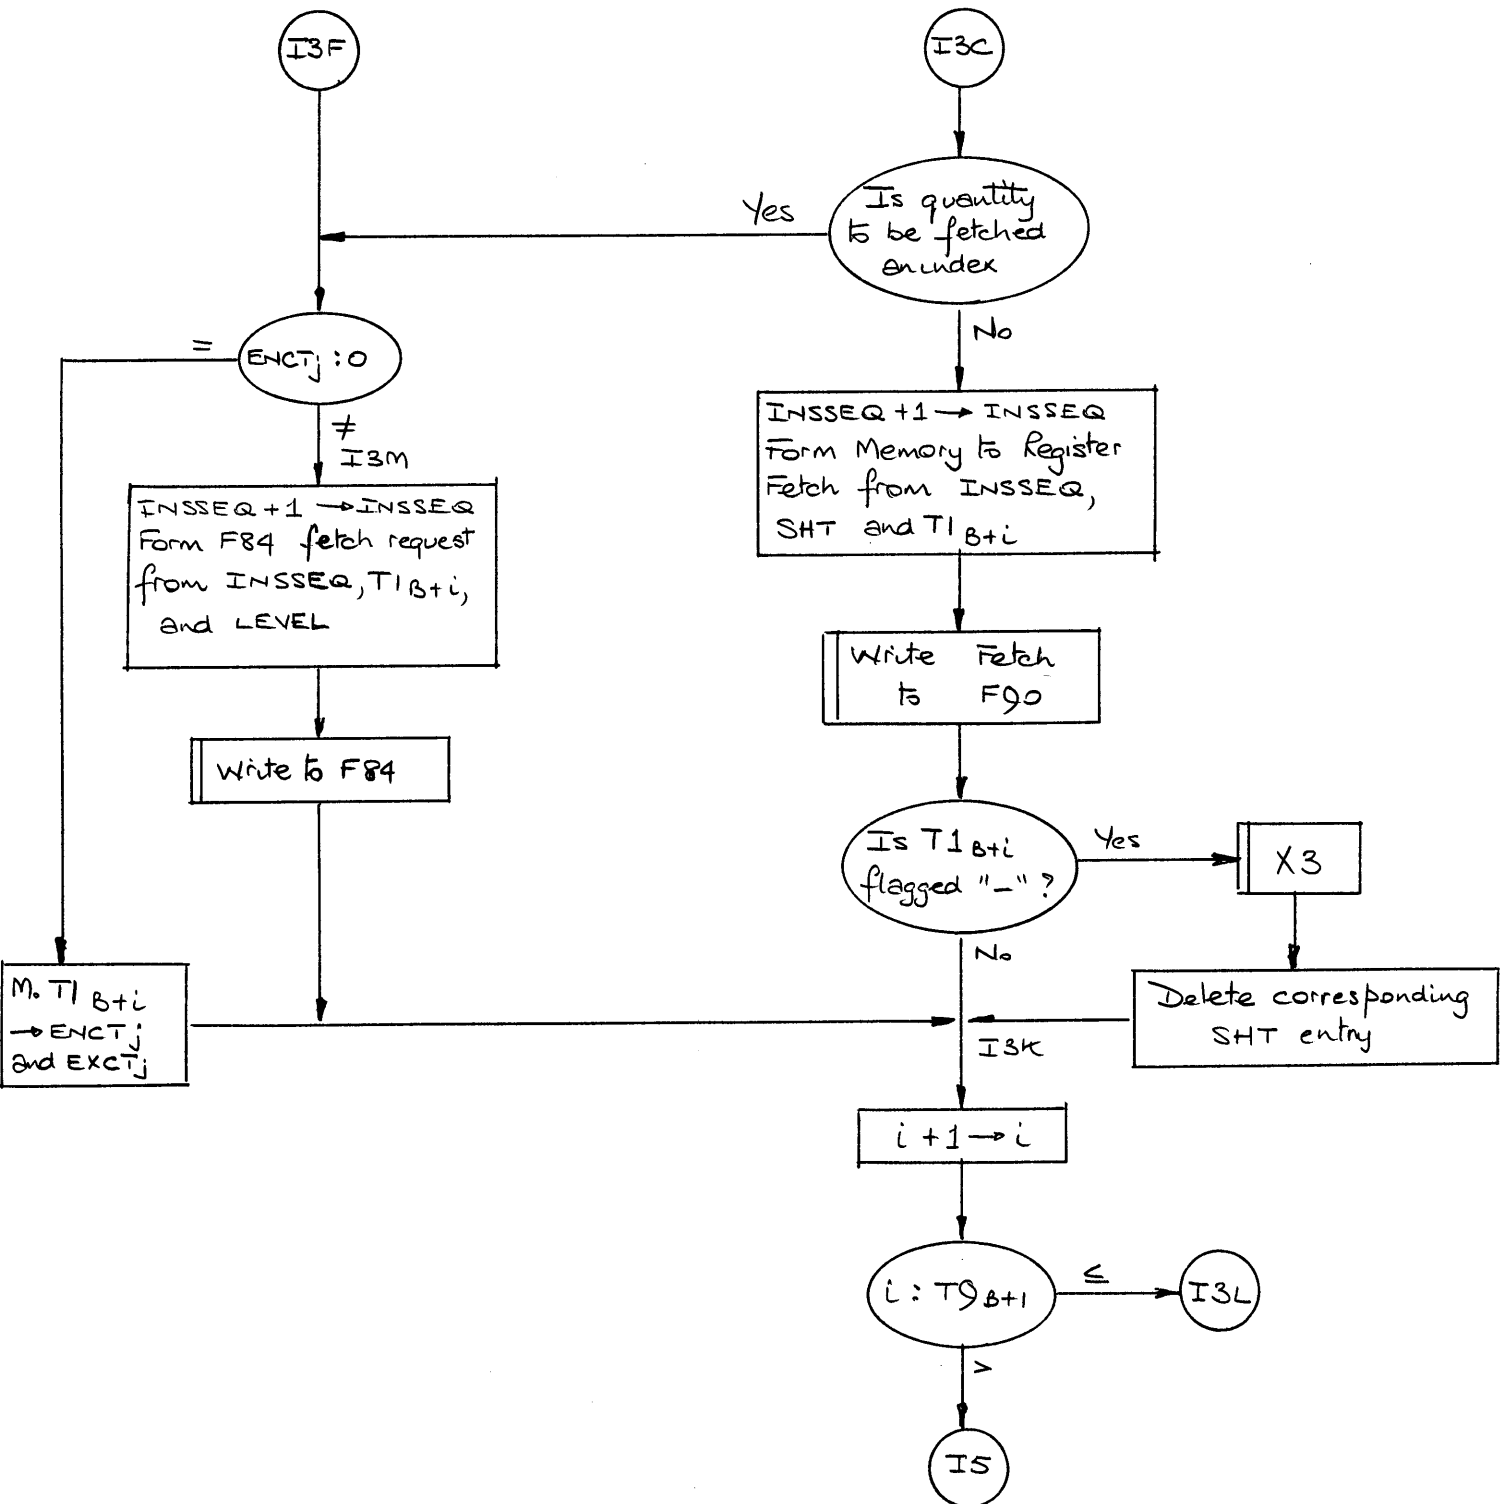 I3F
I3C
Is quantity
to be fetched
an index
Yes
No
ENCTj : 0
=
≠
I3M
INSSEQ + 1 → INSSEQ
Form F84 fetch request
from INSSEQ, T1 B+i,
and LEVEL
Write to F84
M. T1 B+i
→ ENCTj
and EXCTj
INSSEQ + 1 → INSSEQ
Form Memory to Register
Fetch from INSSEQ,
SHT and T1 B+i
Write Fetch
to F90
Is T1 B+i
flagged "-" ?
Yes
X3
No
Delete corresponding
SHT entry
I3K
i + 1 → i
i : T9 B+1
≤
I3L
>
I5